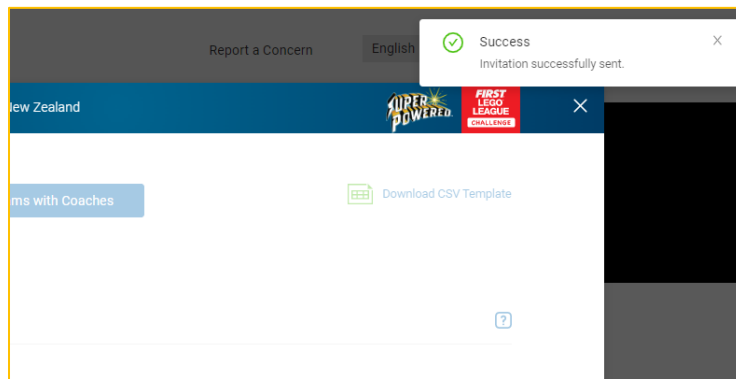 Report a Concern
English
Success
Invitation successfully sent.
New Zealand
SUPER
POWERED.
FIRST
LEGO
LEAGUE
CHALLENGE
ms with Coaches
Download CSV Template
?